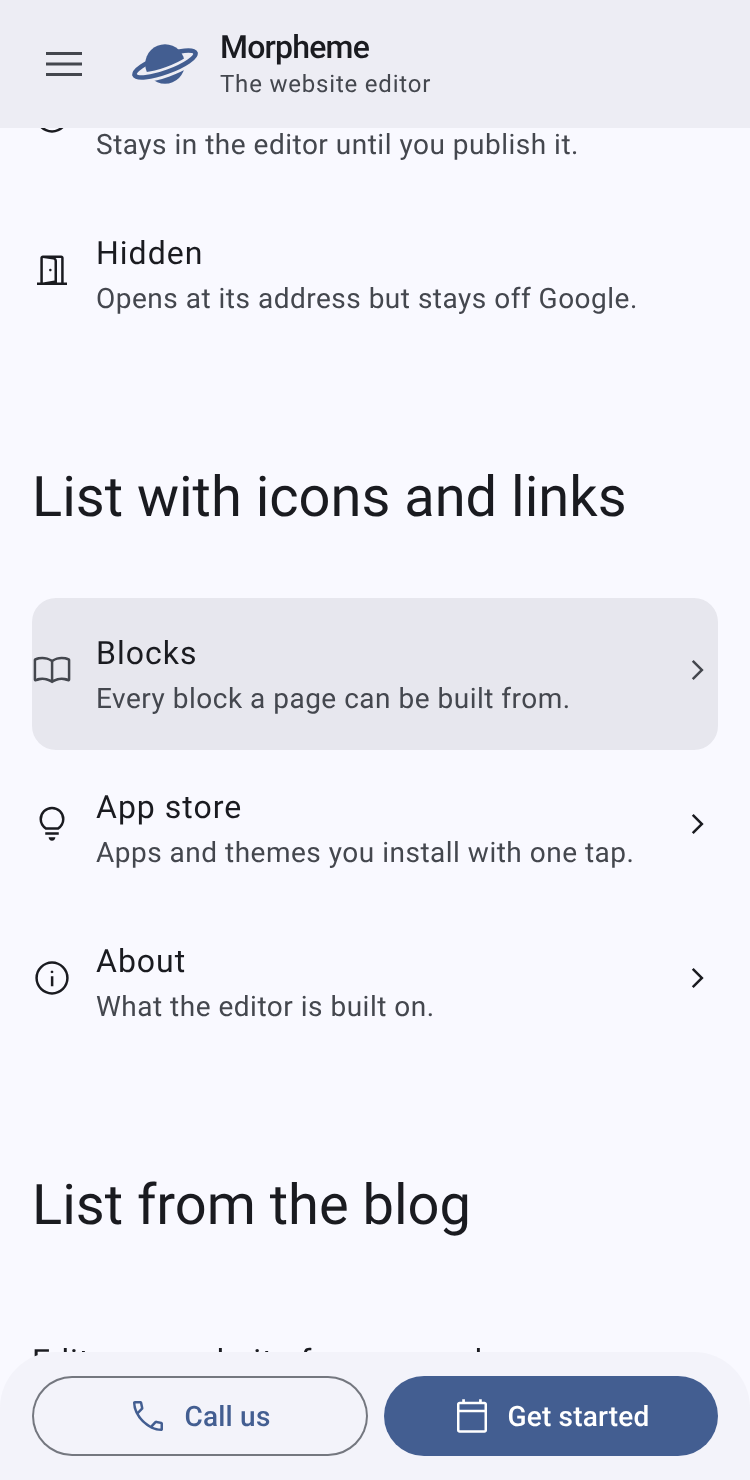 Morpheme
The website editor
Stays in the editor until you publish it.
Hidden
Opens at its address but stays off Google.
List with icons and links
Blocks
Every block a page can be built from.
App store
Apps and themes you install with one tap.
About
What the editor is built on.
List from the blog
Call us
Get started